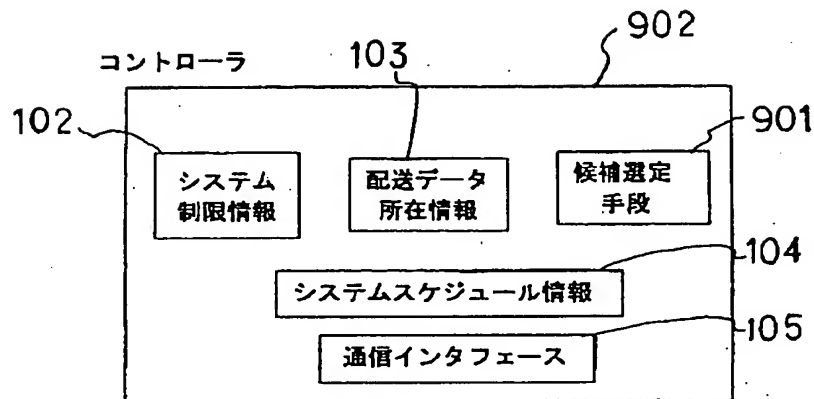 902
コントローラ
103
102
901
システム
制限情報
配送データ
所在情報
候補選定
手段
104
システムスケジュール情報
105
通信インタフェース